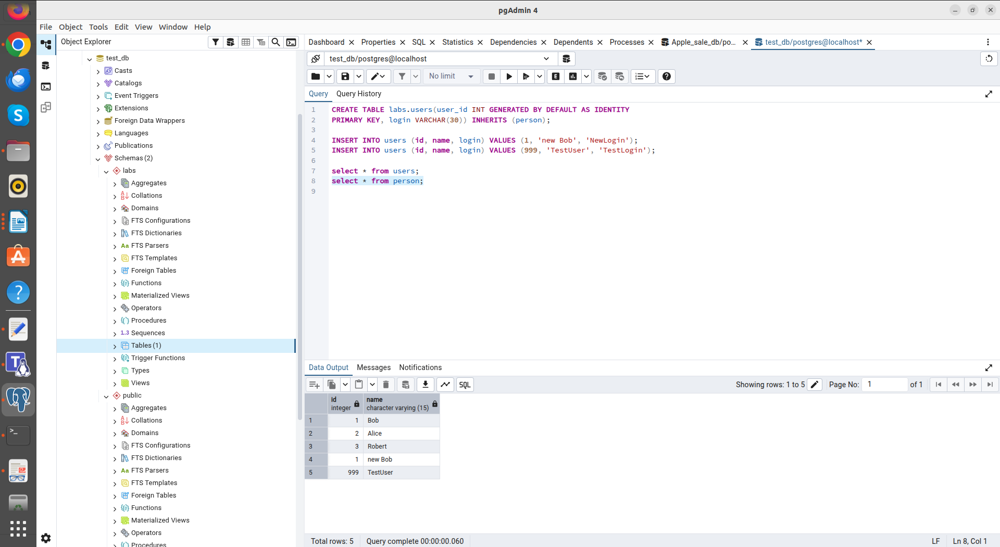 pgAdmin 4
File Object Tools Edit View Window Help
Object Explorer
test_db
Casts
Catalogs
Event Triggers
Extensions
Foreign Data Wrappers
Languages
Publications
Schemas (2)
labs
Aggregates
Collations
Domains
FTS Configurations
FTS Dictionaries
Aa FTS Parsers
FTS Templates
Foreign Tables
Functions
Materialized Views
Operators
Procedures
1..3 Sequences
Tables (1)
Trigger Functions
Types
Views
public
Aggregates
Collations
Domains
FTS Configurations
FTS Dictionaries
Aa FTS Parsers
FTS Templates
Foreign Tables
Functions
Materialized Views
Operators
Procedures
Dashboard Properties SQL Statistics Dependencies Dependents Processes Apple_sale_db/po... test_db/postgres@localhost*
test_db/postgres@localhost
No limit E
Query Query History
1 CREATE TABLE labs.users(user_id INT GENERATED BY DEFAULT AS IDENTITY
2 PRIMARY KEY, login VARCHAR(30)) INHERITS (person);
3
4 INSERT INTO users (id, name, login) VALUES (1, 'new Bob', 'NewLogin');
5 INSERT INTO users (id, name, login) VALUES (999, 'TestUser', 'TestLogin');
6
7 select * from users;
8 select * from person;
9
Data Output Messages Notifications
SQL Showing rows: 1 to 5 Page No: 1 of 1
id name
integer character varying (15)
1 1 Bob
2 2 Alice
3 3 Robert
4 1 new Bob
5 999 TestUser
Total rows: 5 Query complete 00:00:00.060 LF Ln 8, Col 1